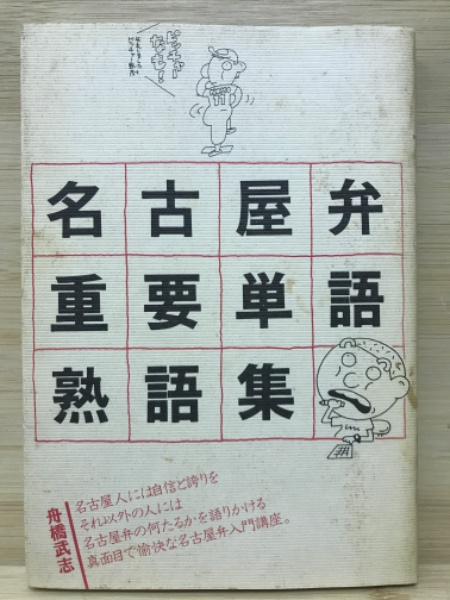 名古屋弁
重要単語
熟語集
名古屋人には自信と誇りを
それ以外の人には
名古屋弁の何たるかを語りかける
真面目で愉快な名古屋弁入門講座。
舟橋武志